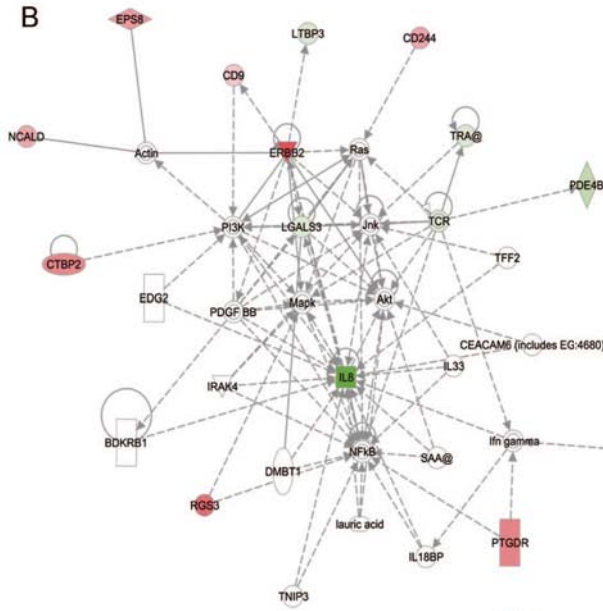 B
EPS8
LTBP3
CD244
CD9
NCALD
Actin
ERBB2
Ras
TRA@
PDE4B
PI3K
LGALS3
Jnk
TCR
CTBP2
TFF2
EDG2
PDGF BB
Mapk
Akt
CEACAM6 (includes EG:4680)
IL8
IL33
IRAK4
BDKRB1
Ifn gamma
DMBT1
NFkB
SAA@
RGS3
lauric acid
IL18BP
PTGDR
TNIP3